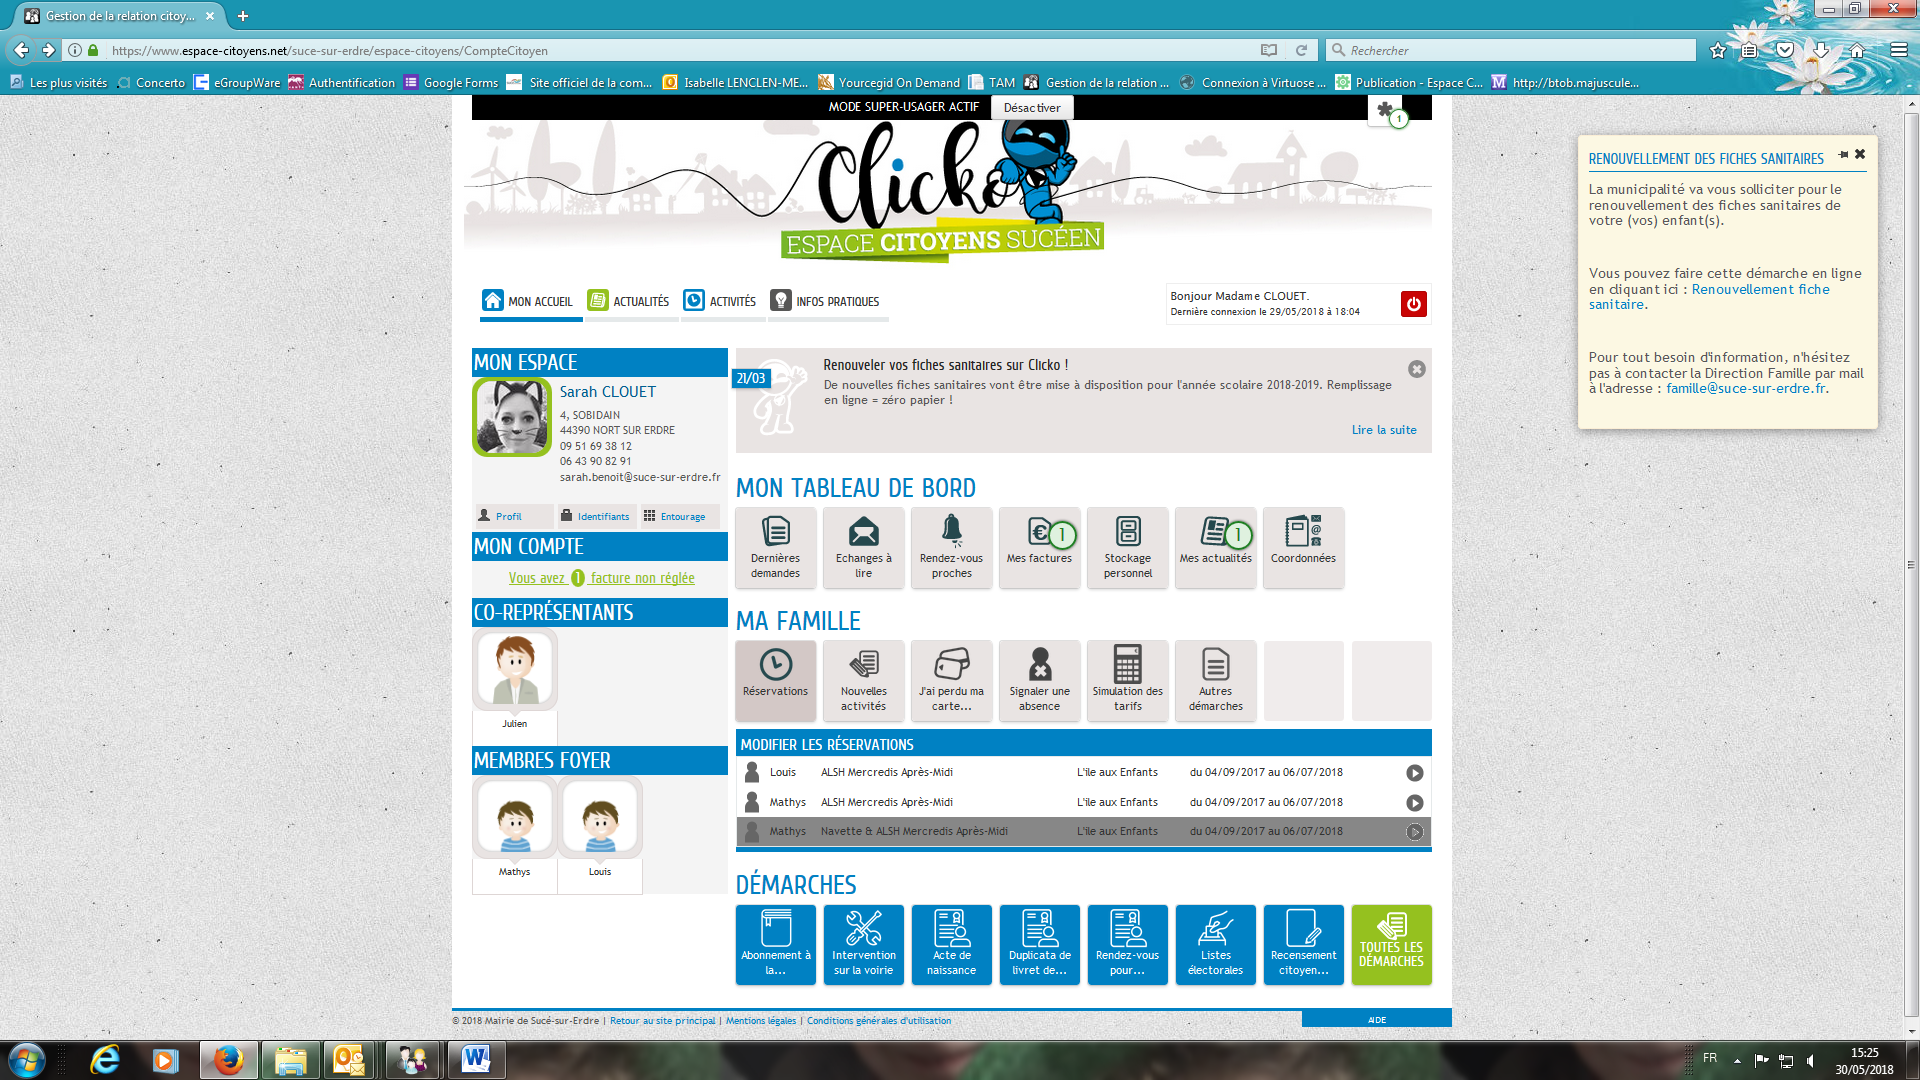 Gestion de la relation citoy...
https://www.espace-citoyens.net/suce-sur-erdre/espace-citoyens/CompteCitoyen
Rechercher
Les plus visités
Concerto
eGroupWare
Authentification
Google Forms
Site officiel de la com...
Isabelle LENCLEN-ME...
Yourcegid On Demand
TAM
Gestion de la relation ...
Connexion à Virtuose ...
Publication - Espace C...
http://btob.majuscule...
MODE SUPER-USAGER ACTIF
Désactiver
1
Clicko
ESPACE CITOYENS SUCÉEN
MON ACCUEIL
ACTUALITÉS
ACTIVITÉS
INFOS PRATIQUES
Bonjour Madame CLOUET.
Dernière connexion le 29/05/2018 à 18:04
RENOUVELLEMENT DES FICHES SANITAIRES
La municipalité va vous solliciter pour le
renouvellement des fiches sanitaires de
votre (vos) enfant(s).
Vous pouvez faire cette démarche en ligne
en cliquant ici : Renouvellement fiche
sanitaire.
Pour tout besoin d'information, n'hésitez
pas à contacter la Direction Famille par mail
à l'adresse : famille@suce-sur-erdre.fr.
MON ESPACE
Sarah CLOUET
4, SOBIDAIN
44390 NORT SUR ERDRE
09 51 69 38 12
06 43 90 82 91
sarah.benoit@suce-sur-erdre.fr
Profil
Identifiants
Entourage
MON COMPTE
Vous avez 1 facture non réglée
CO-REPRÉSENTANTS
Julien
MEMBRES FOYER
Mathys
Louis
21/03
Renouveler vos fiches sanitaires sur Clicko !
De nouvelles fiches sanitaires vont être mise à disposition pour l'année scolaire 2018-2019. Remplissage
en ligne = zéro papier !
Lire la suite
MON TABLEAU DE BORD
Dernières
demandes
Echanges à
lire
Rendez-vous
proches
1
Mes factures
Stockage
personnel
1
Mes actualités
Coordonnées
MA FAMILLE
Réservations
Nouvelles
activités
J'ai perdu ma
carte...
Signaler une
absence
Simulation des
tarifs
Autres
démarches
MODIFIER LES RÉSERVATIONS
Louis ALSH Mercredis Après-Midi L'ile aux Enfants du 04/09/2017 au 06/07/2018
Mathys ALSH Mercredis Après-Midi L'ile aux Enfants du 04/09/2017 au 06/07/2018
Mathys Navette & ALSH Mercredis Après-Midi L'ile aux Enfants du 04/09/2017 au 06/07/2018
DÉMARCHES
Abonnement à
la...
Intervention
sur la voirie
Acte de
naissance
Duplicata de
livret de...
Rendez-vous
pour...
Listes
électorales
Recensement
citoyen...
TOUTES LES
DÉMARCHES
© 2018 Mairie de Sucé-sur-Erdre | Retour au site principal | Mentions légales | Conditions générales d'utilisation
AIDE
FR
15:25
30/05/2018